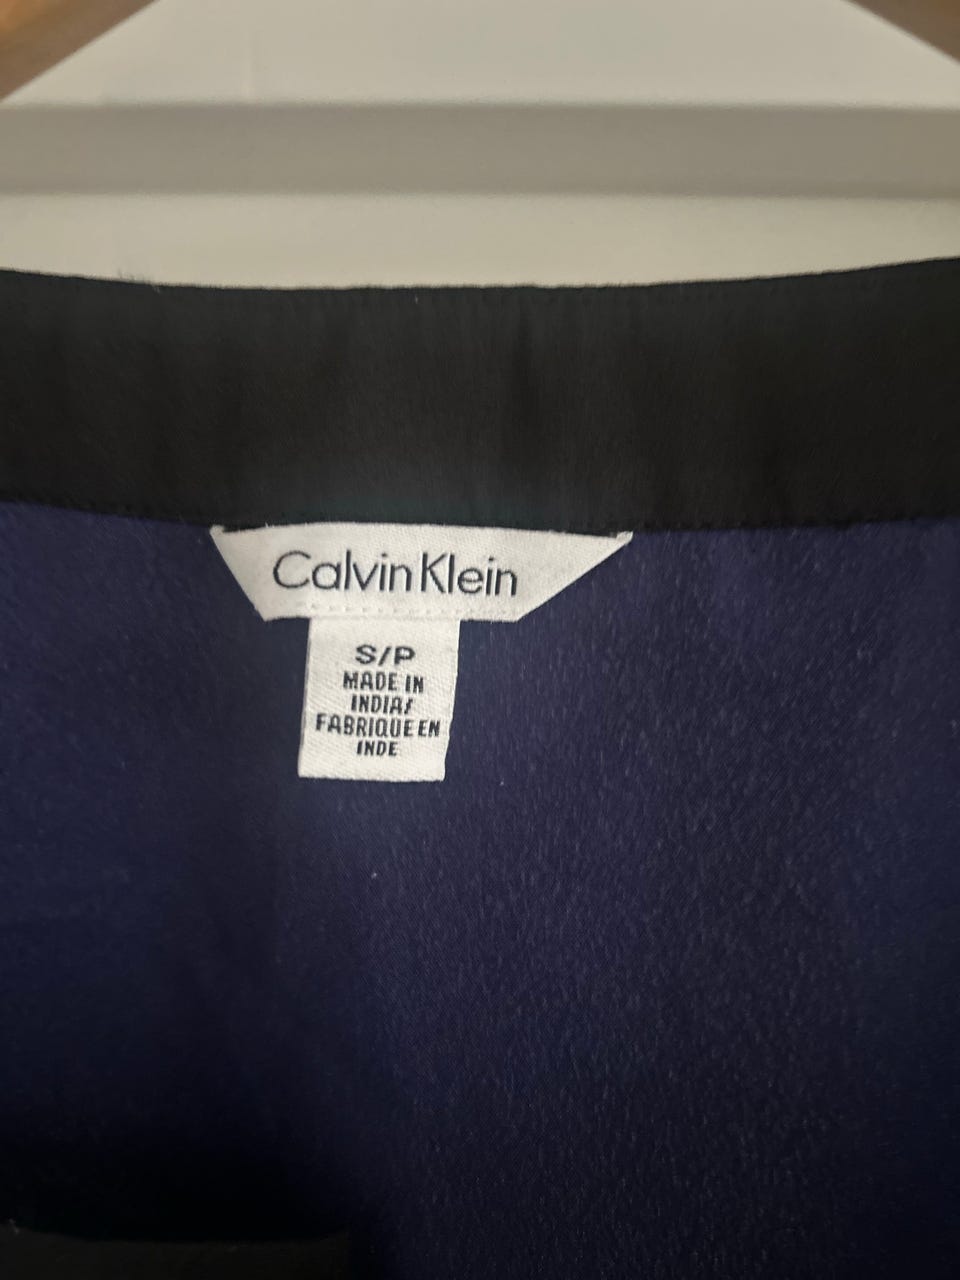 Calvin Klein
S/P
MADE IN
INDIA/
FABRIQUE EN
INDE